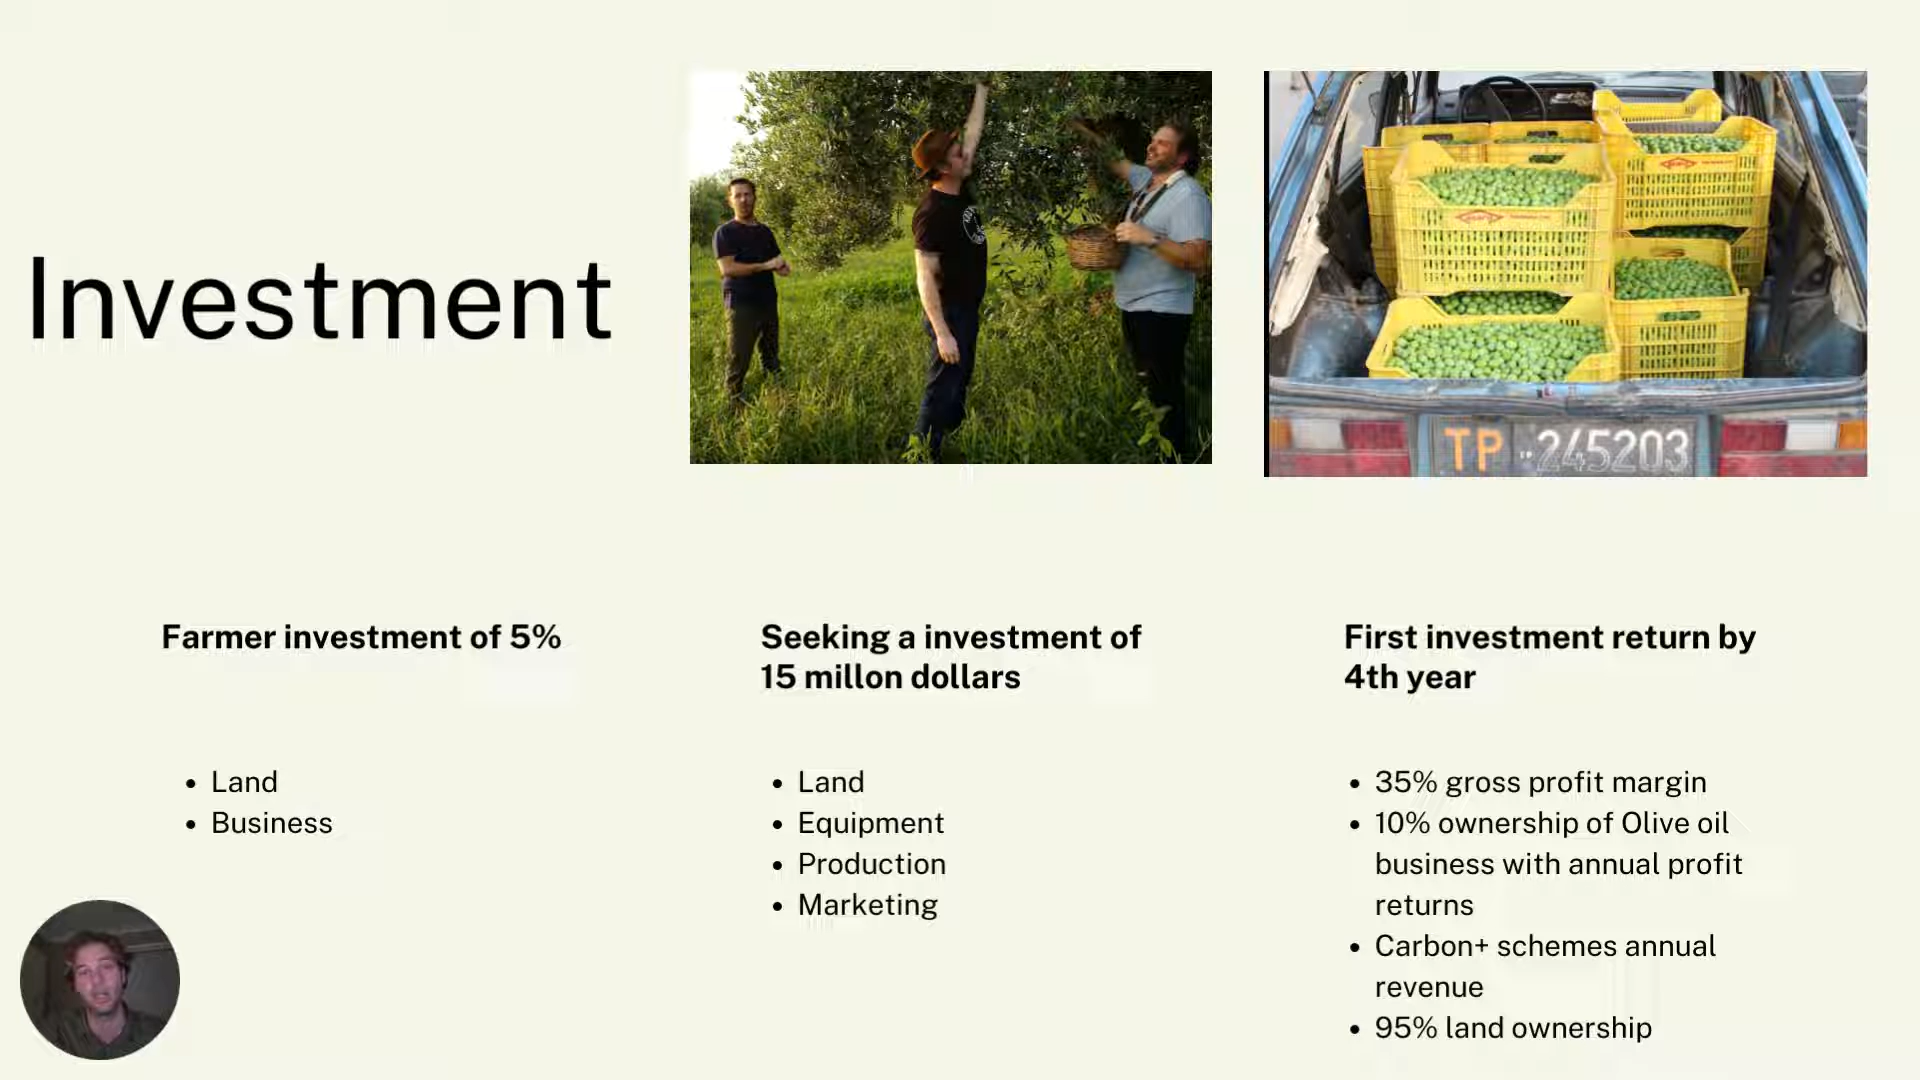 Investment
TP 245203
Farmer investment of 5%
Land
Business
Seeking a investment of
15 millon dollars
Land
Equipment
Production
Marketing
First investment return by
4th year
35% gross profit margin
10% ownership of Olive oil
business with annual profit
returns
Carbon+ schemes annual
revenue
95% land ownership